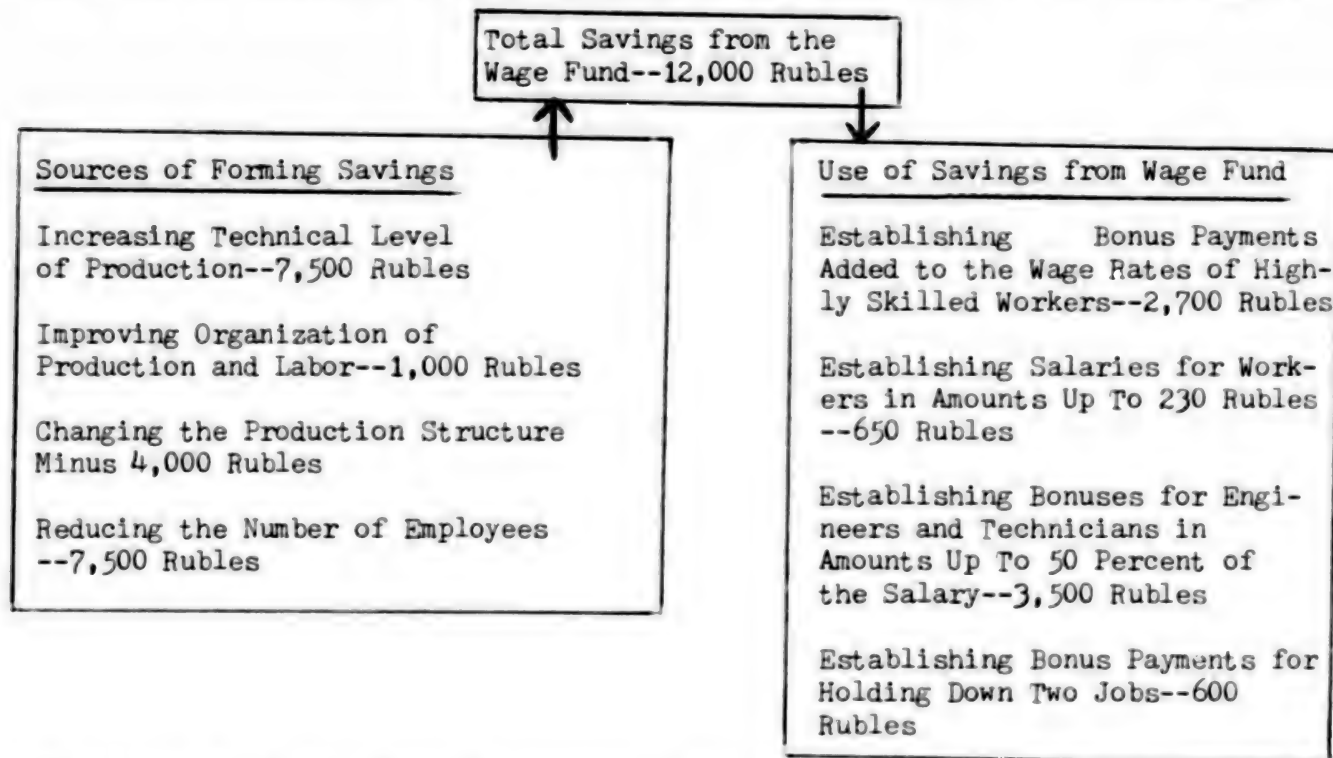 Total Savings from the
Wage Fund--12,000 Rubles
Sources of Forming Savings
Increasing Technical Level
of Production--7,500 Rubles
Improving Organization of
Production and Labor--1,000 Rubles
Changing the Production Structure
Minus 4,000 Rubles
Reducing the Number of Employees
--7,500 Rubles
Use of Savings from Wage Fund
Establishing Bonus Payments
Added to the Wage Rates of High-
ly Skilled Workers--2,700 Rubles
Establishing Salaries for Work-
ers in Amounts Up To 230 Rubles
--650 Rubles
Establishing Bonuses for Engi-
neers and Technicians in
Amounts Up To 50 Percent of
the Salary--3,500 Rubles
Establishing Bonus Payments for
Holding Down Two Jobs--600
Rubles